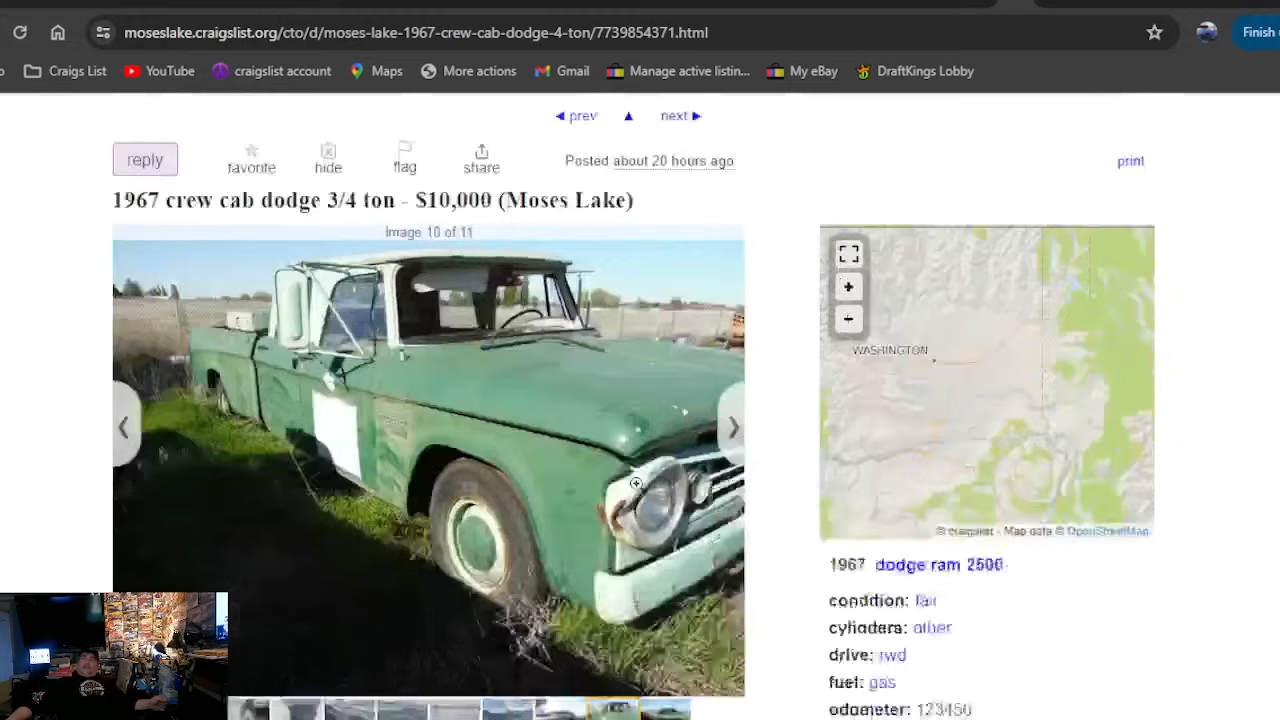 moseslake.craigslist.org/cto/d/moses-lake-1967-crew-cab-dodge-4-ton/7739854371.html
Finish
Craigs List YouTube craigslist account Maps More actions Gmail Manage active listin... My eBay DraftKings Lobby
prev next
reply favorite hide flag share Posted about 20 hours ago print
1967 crew cab dodge 3/4 ton - $10,000 (Moses Lake)
Image 10 of 11
+
-
WASHINGTON
© craigslist - Map data © OpenStreetMap
1967 dodge ram 2500
condition: fair
cylinders: other
drive: rwd
fuel: gas
odometer: 123450